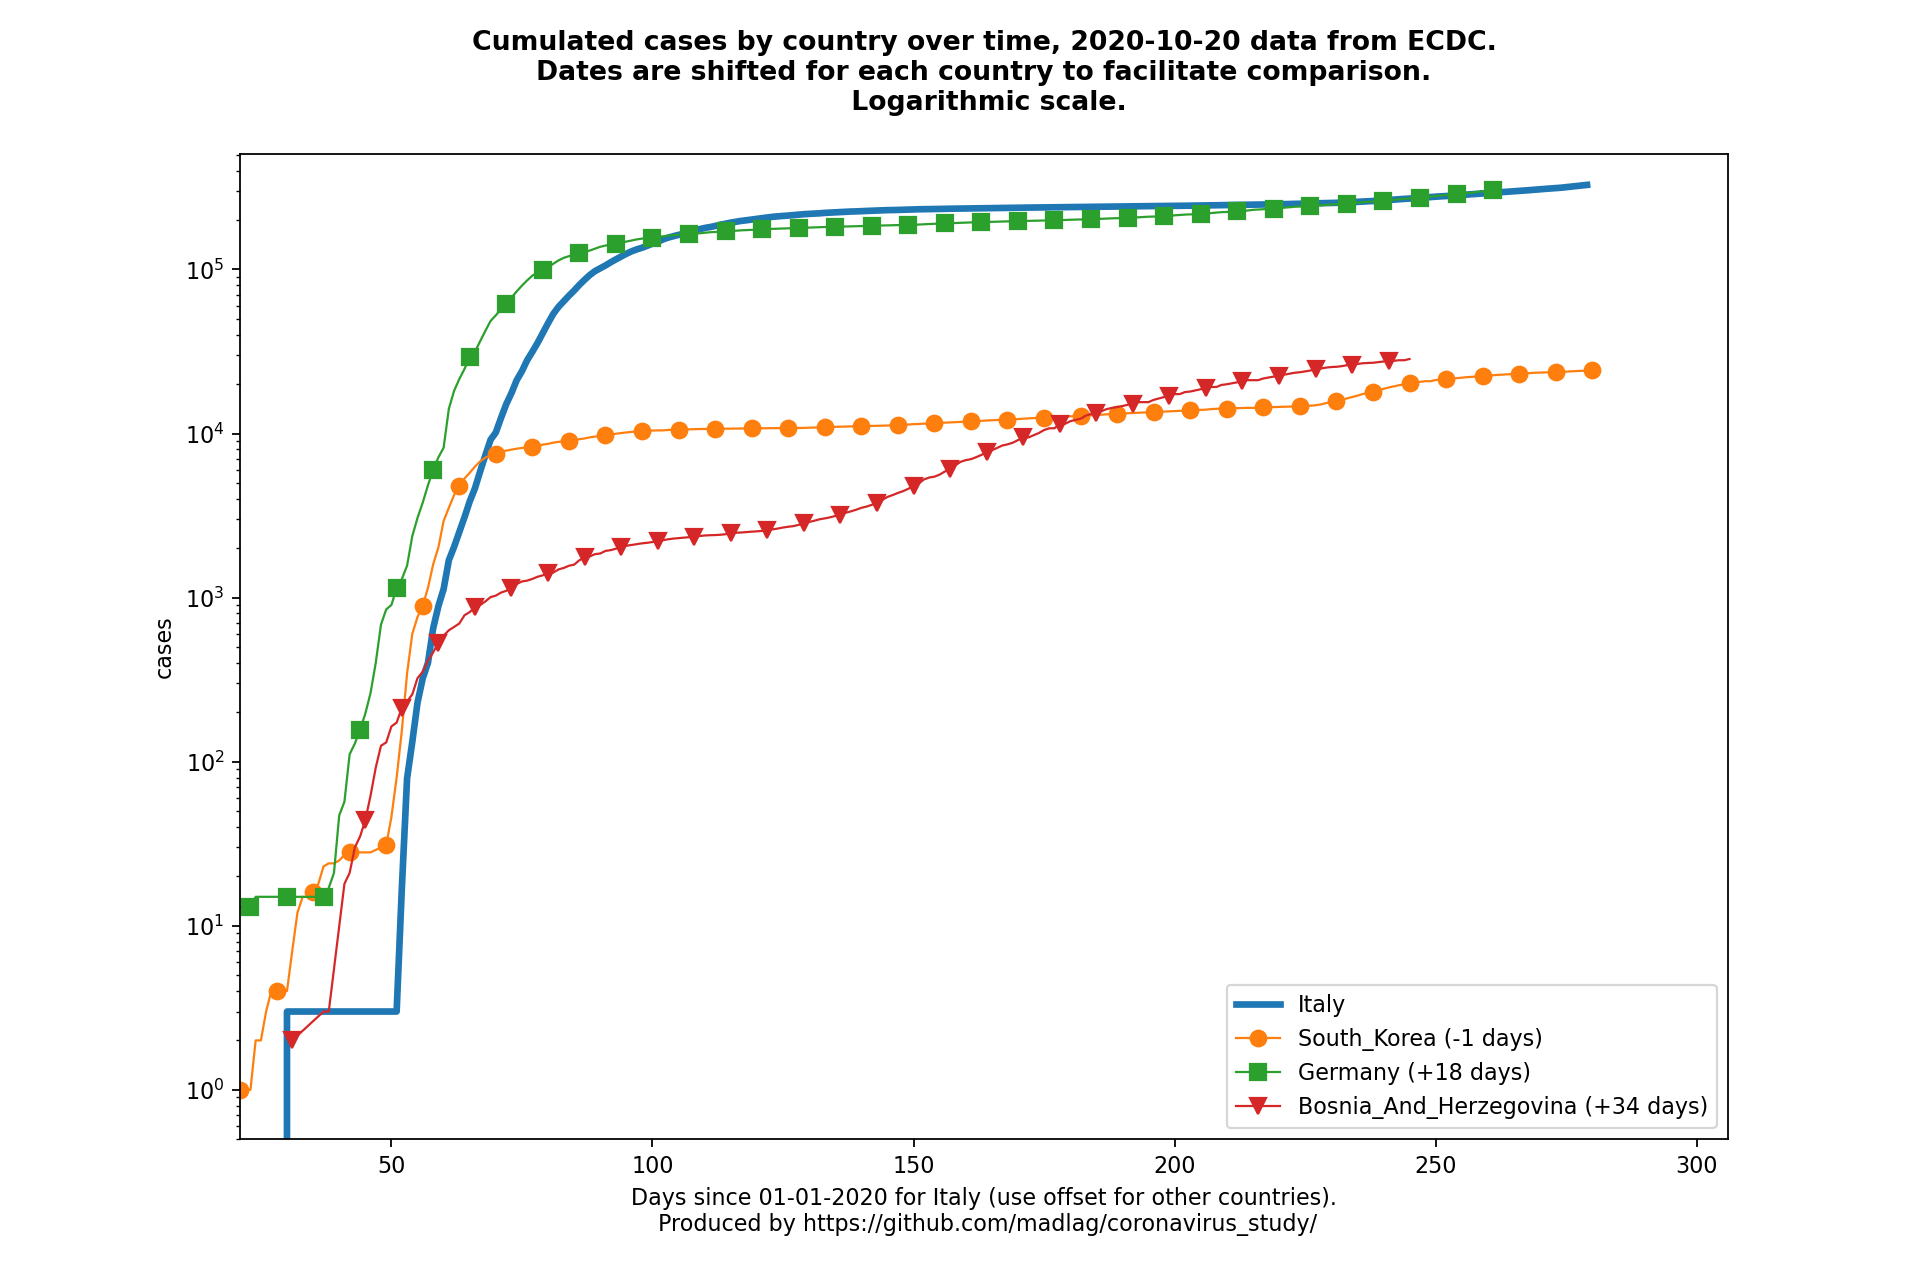 Cumulated cases by country over time, 2020-10-20 data from ECDC.
Dates are shifted for each country to facilitate comparison.
Logarithmic scale.
cases
10^5
10^4
10^3
10^2
10^1
10^0
50
100
150
200
250
300
Italy
South_Korea (-1 days)
Germany (+18 days)
Bosnia_And_Herzegovina (+34 days)
Days since 01-01-2020 for Italy (use offset for other countries).
Produced by https://github.com/madlag/coronavirus_study/